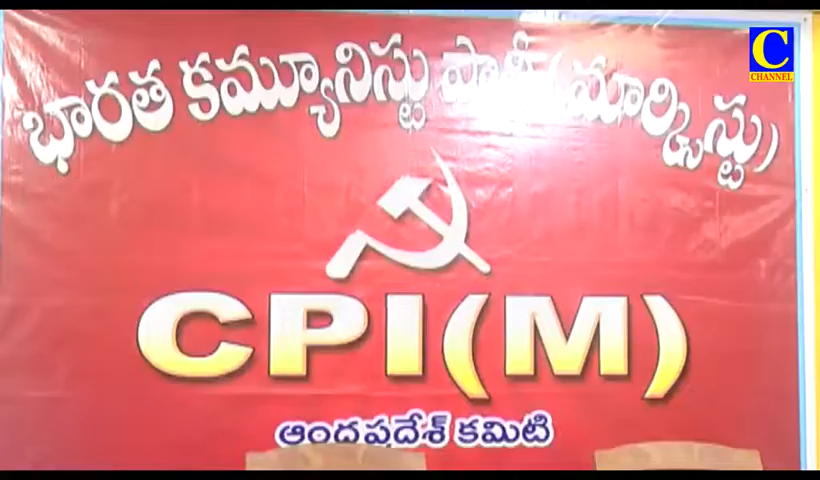 భారత కమ్యూనిస్టు పార్టీ (మార్క్సిస్టు)
CPI(M)
ఆంధ్రప్రదేశ్ కమిటి
C
CHANNEL